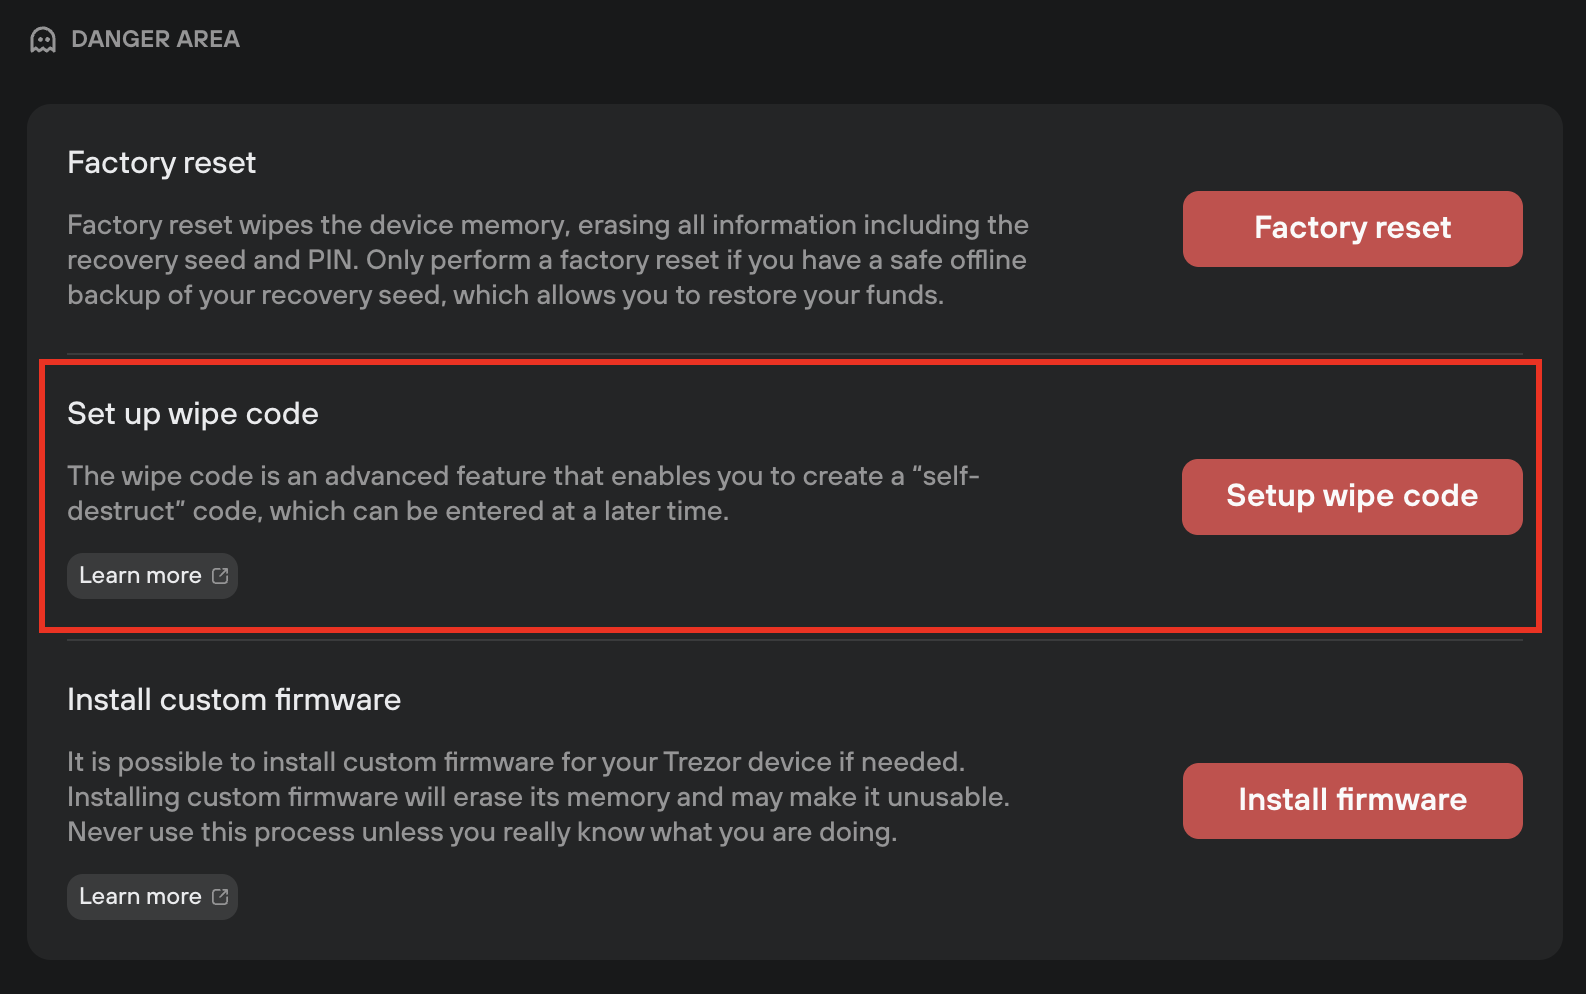 DANGER AREA
Factory reset
Factory reset wipes the device memory, erasing all information including the
recovery seed and PIN. Only perform a factory reset if you have a safe offline
backup of your recovery seed, which allows you to restore your funds.
Factory reset
Set up wipe code
The wipe code is an advanced feature that enables you to create a “self-
destruct” code, which can be entered at a later time.
Learn more
Setup wipe code
Install custom firmware
It is possible to install custom firmware for your Trezor device if needed.
Installing custom firmware will erase its memory and may make it unusable.
Never use this process unless you really know what you are doing.
Learn more
Install firmware